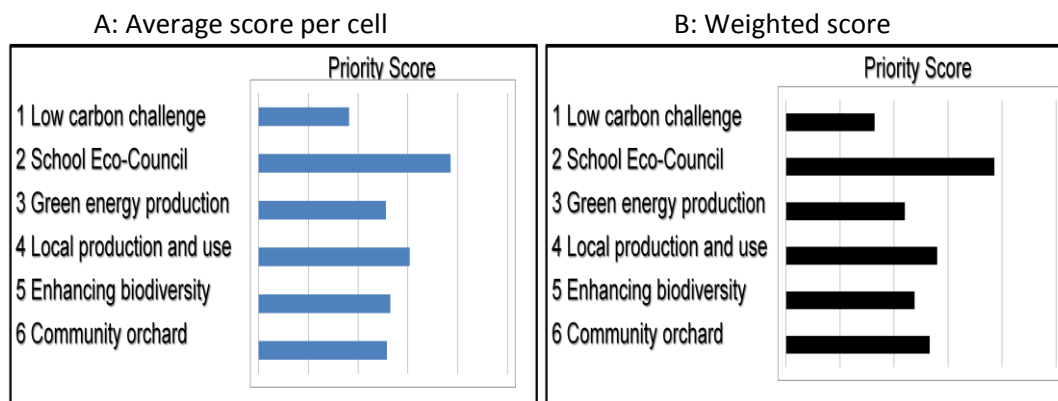 A: Average score per cell
Priority Score
1 Low carbon challenge
2 School Eco-Council
3 Green energy production
4 Local production and use
5 Enhancing biodiversity
6 Community orchard
B: Weighted score
Priority Score
1 Low carbon challenge
2 School Eco-Council
3 Green energy production
4 Local production and use
5 Enhancing biodiversity
6 Community orchard